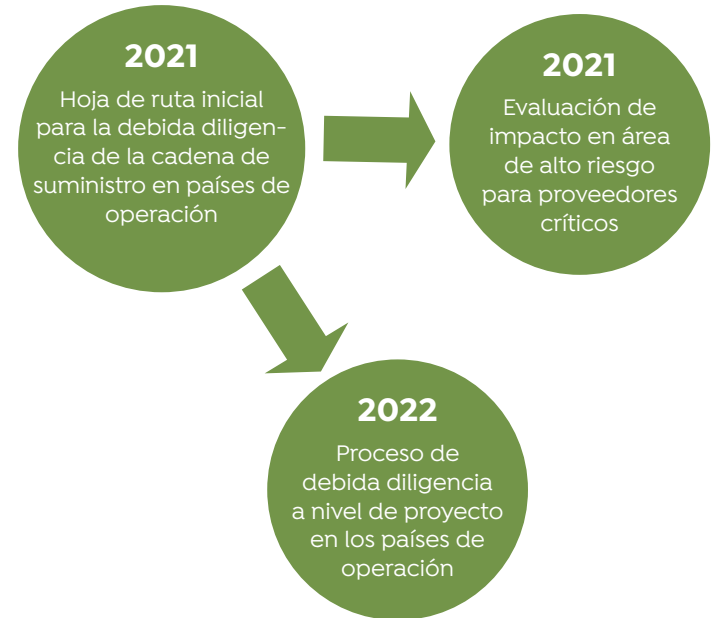 2021
Hoja de ruta inicial
para la debida diligen-
cia de la cadena de
suministro en países de
operación
2021
Evaluación de
impacto en área
de alto riesgo
para proveedores
críticos
2022
Proceso de
debida diligencia
a nivel de proyecto
en los países de
operación